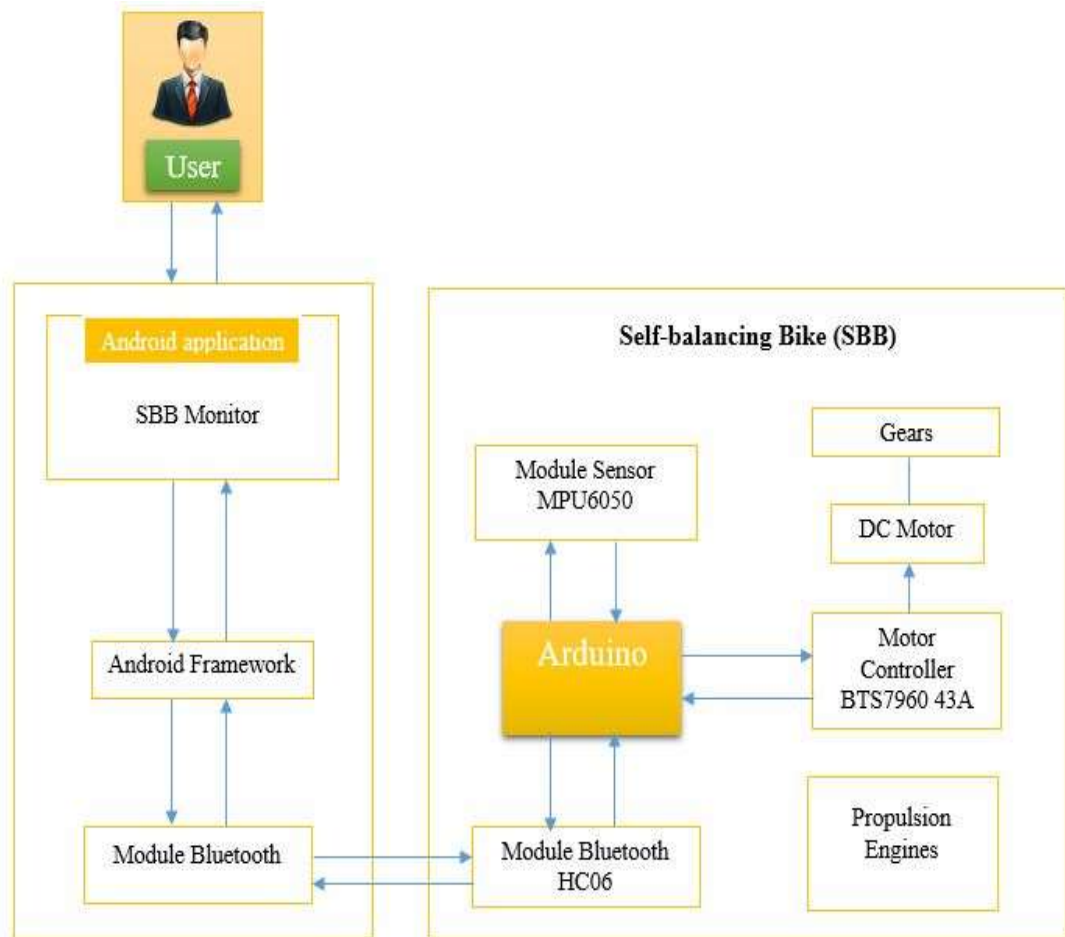 User
Android application
SBB Monitor
Android Framework
Module Bluetooth
Self-balancing Bike (SBB)
Module Sensor
MPU6050
Gears
DC Motor
Arduino
Motor
Controller
BTS7960 43A
Module Bluetooth
HC06
Propulsion
Engines